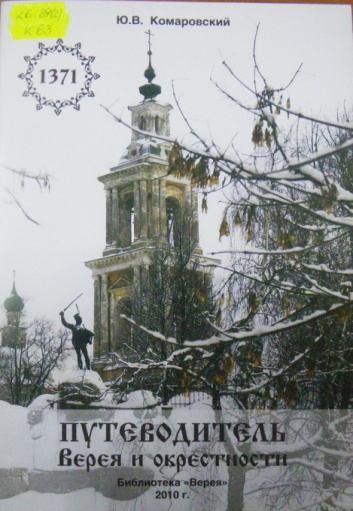 Ю.В. Комаровский
1371
ПУТЕВОДИТЕЛЬ
Верея и окрестности
Библиотека «Верея»
2010 г.